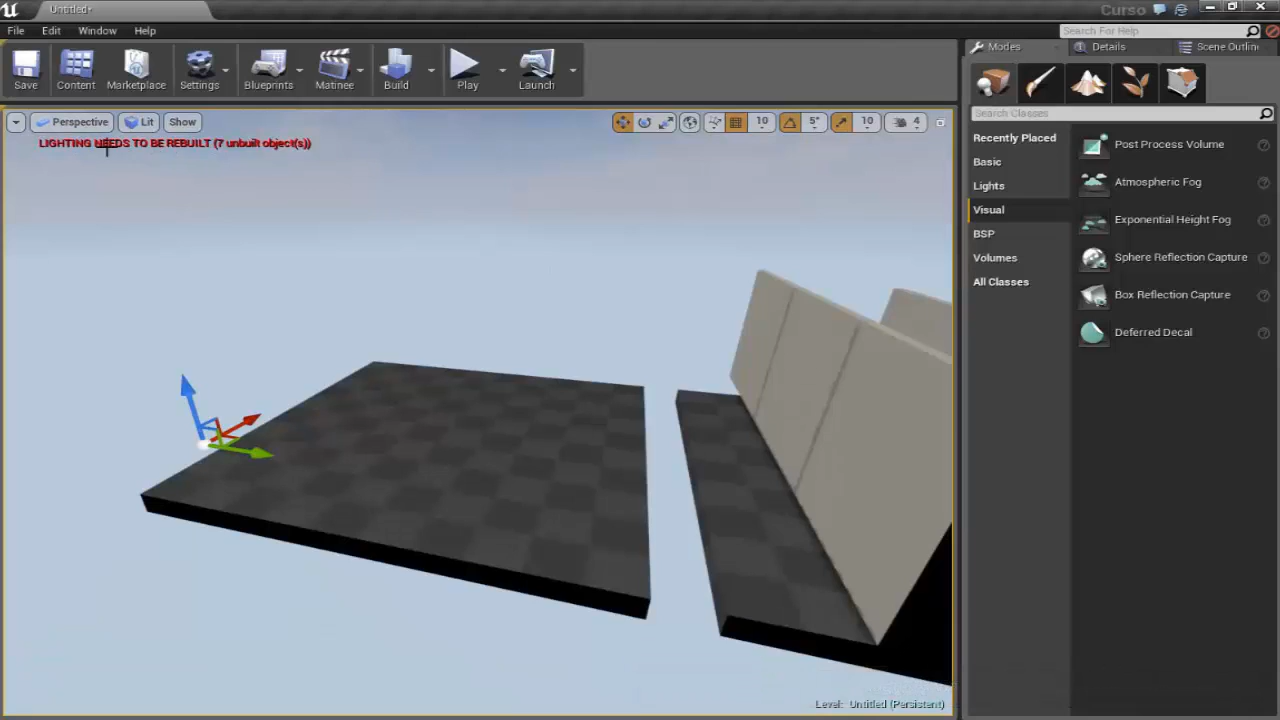 Untitled*
Curso
File Edit Window Help
Search For Help
Save Content Marketplace Settings Blueprints Matinee Build Play Launch
Modes Details Scene Outlin
Search Classes
Perspective Lit Show 10 5° 10 4
LIGHTING NEEDS TO BE REBUILT (7 unbuilt object(s))
Recently Placed
Basic
Lights
Visual
BSP
Volumes
All Classes
Post Process Volume
Atmospheric Fog
Exponential Height Fog
Sphere Reflection Capture
Box Reflection Capture
Deferred Decal
Level: Untitled (Persistent)